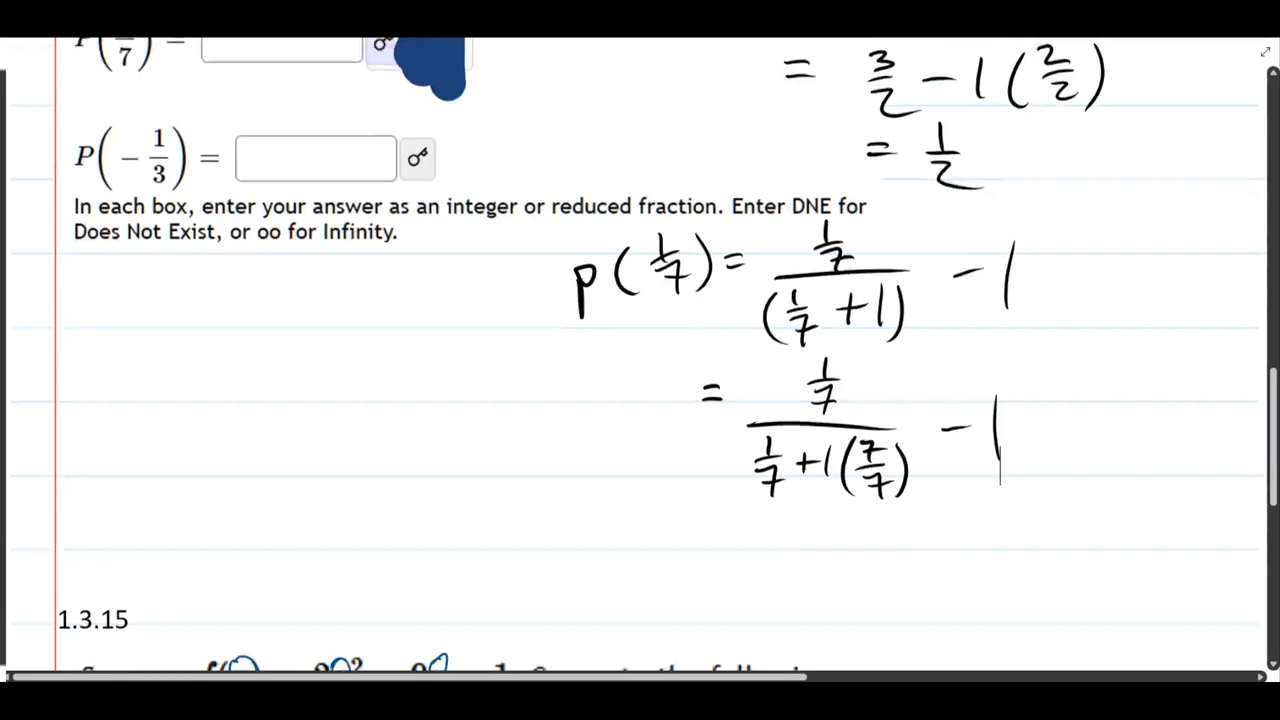 P(1/7) =
= 3/2 - 1 (2/2)
= 1/2
P(- 1/3) =
In each box, enter your answer as an integer or reduced fraction. Enter DNE for
Does Not Exist, or oo for Infinity.
p(1/7) = (1/7)/(1/7 + 1) - 1
= (1/7)/(1/7 + 1(7/7)) - 1
1.3.15